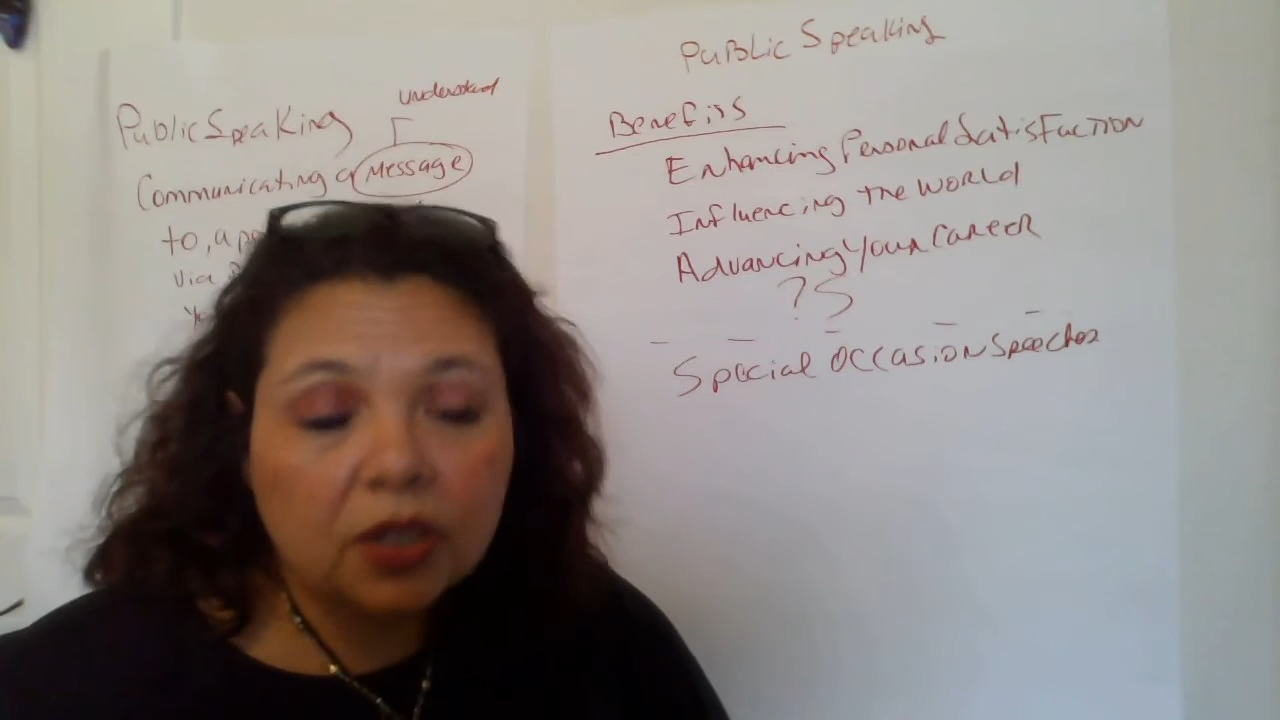 Public Speaking
understood
Communicating a Message
to, a
via
Public Speaking
Benefits
Enhancing Personal Satisfaction
Influencing the World
Advancing Your Career
?s
Special Occasion Speeches